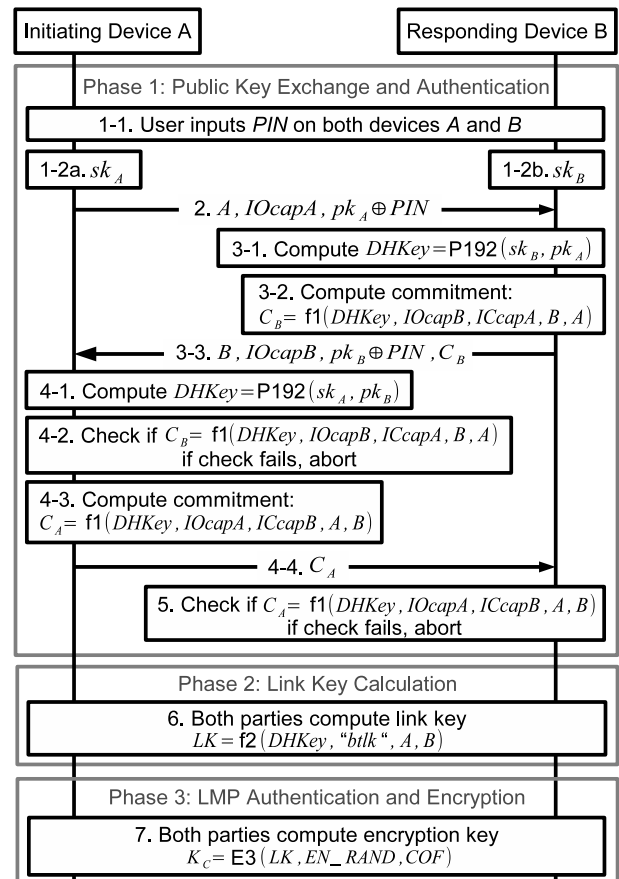 Initiating Device A
Responding Device B
Phase 1: Public Key Exchange and Authentication
1-1. User inputs PIN on both devices A and B
1-2a. sk_A
1-2b. sk_B
2. A, IOcapA, pk_A⊕PIN
3-1. Compute DHKey=P192(sk_B, pk_A)
3-2. Compute commitment:
C_B= f1(DHKey, IOcapB, ICcapA, B, A)
3-3. B, IOcapB, pk_B⊕PIN, C_B
4-1. Compute DHKey=P192(sk_A, pk_B)
4-2. Check if C_B= f1(DHKey, IOcapB, ICcapA, B, A)
if check fails, abort
4-3. Compute commitment:
C_A= f1(DHKey, IOcapA, ICcapB, A, B)
4-4. C_A
5. Check if C_A= f1(DHKey, IOcapA, ICcapB, A, B)
if check fails, abort
Phase 2: Link Key Calculation
6. Both parties compute link key
LK=f2(DHKey, "btlk", A, B)
Phase 3: LMP Authentication and Encryption
7. Both parties compute encryption key
K_C=E3(LK, EN_RAND, COF)